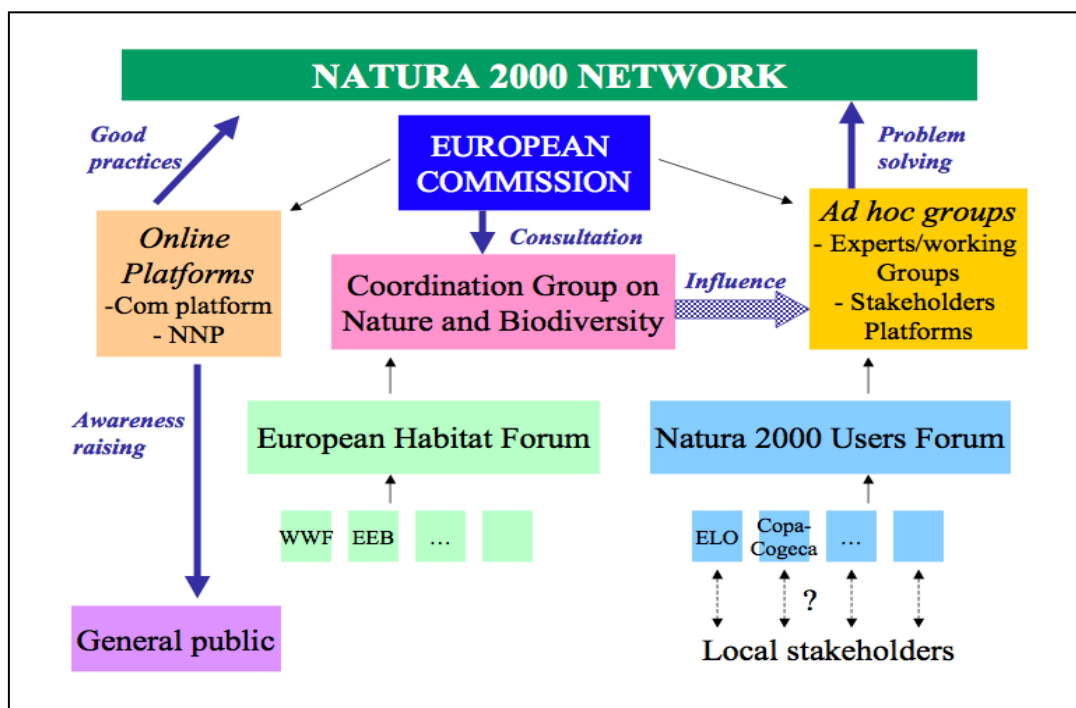 NATURA 2000 NETWORK
Good
practices
EUROPEAN
COMMISSION
Problem
solving
Online
Platforms
-Com platform
- NNP
Consultation
Coordination Group on
Nature and Biodiversity
Influence
Ad hoc groups
- Experts/working
Groups
- Stakeholders
Platforms
Awareness
raising
European Habitat Forum
Natura 2000 Users Forum
WWF
EEB
…
ELO
Copa-
Cogeca
…
?
General public
Local stakeholders